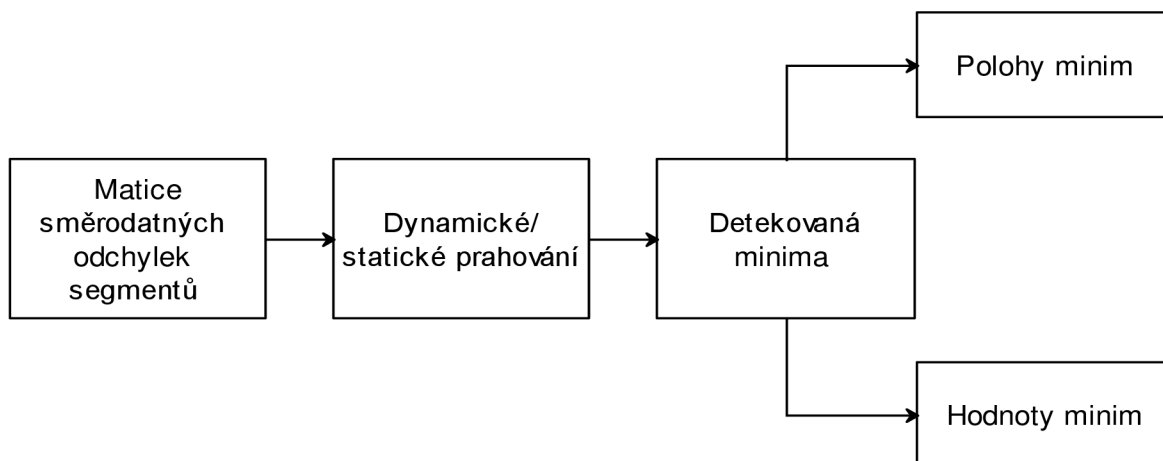 Polohy minim
Matice
směrodatných
odchylek
segmentů
Dynamické/
statické prahování
Detekovaná
minima
Hodnoty minim